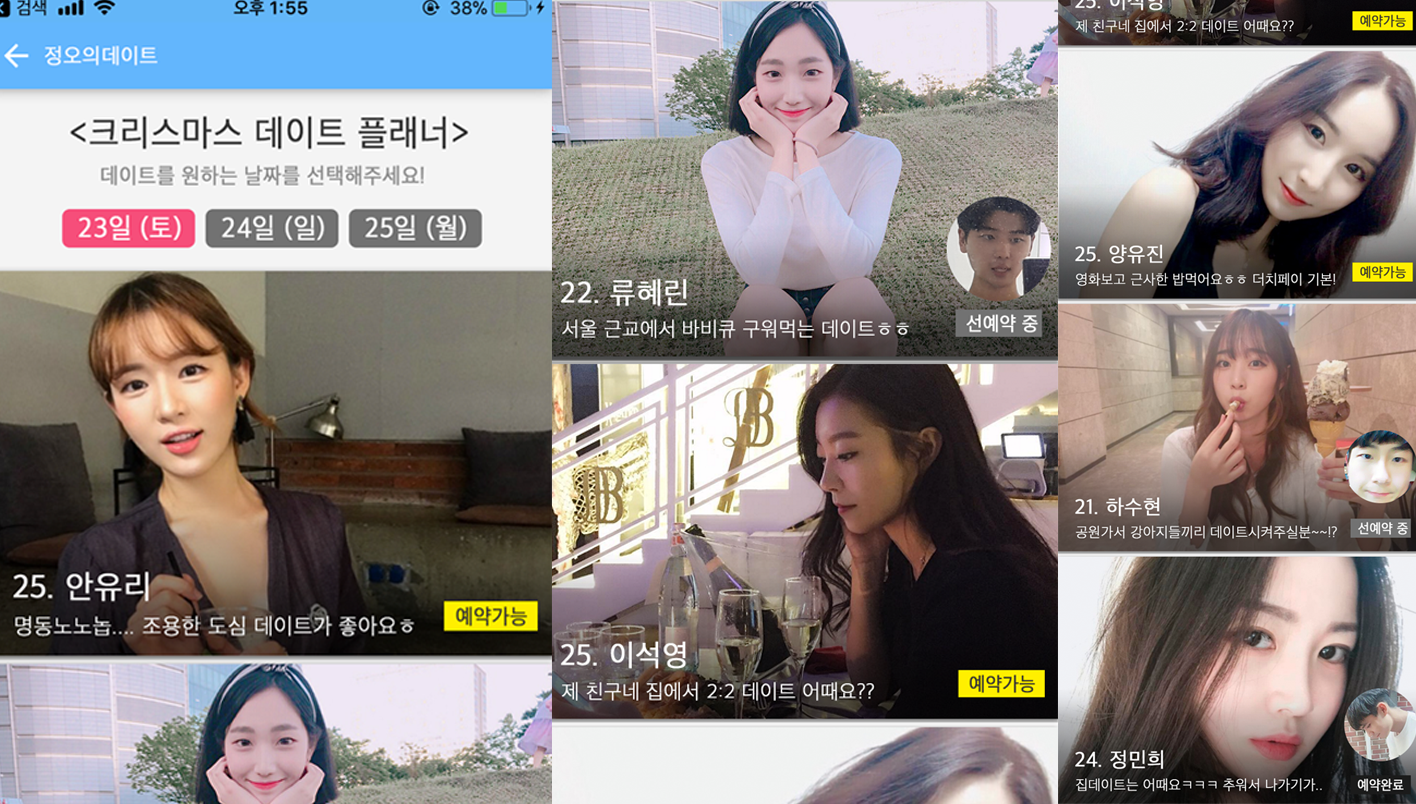 검색
오후 1:55
38%
정오의데이트
<크리스마스 데이트 플래너>
데이트를 원하는 날짜를 선택해주세요!
23일 (토) 24일 (일) 25일 (월)
25. 안유리
명동노노놉.... 조용한 도심 데이트가 좋아요ㅎ
예약가능
22. 류혜린
서울 근교에서 바비큐 구워먹는 데이트ㅎㅎ
선예약 중
B
B
25. 이석영
제 친구네 집에서 2:2 데이트 어때요??
예약가능
25. 이석영
제 친구네 집에서 2:2 데이트 어때요??
예약가능
25. 양유진
영화보고 근사한 밥먹어요ㅎㅎ 더치페이 기본!
예약가능
21. 하수현
공원가서 강아지들끼리 데이트시켜주실분~~!?
선예약 중
24. 정민희
집데이트는 어때요ㅋㅋㅋ 추워서 나가기가..
예약완료